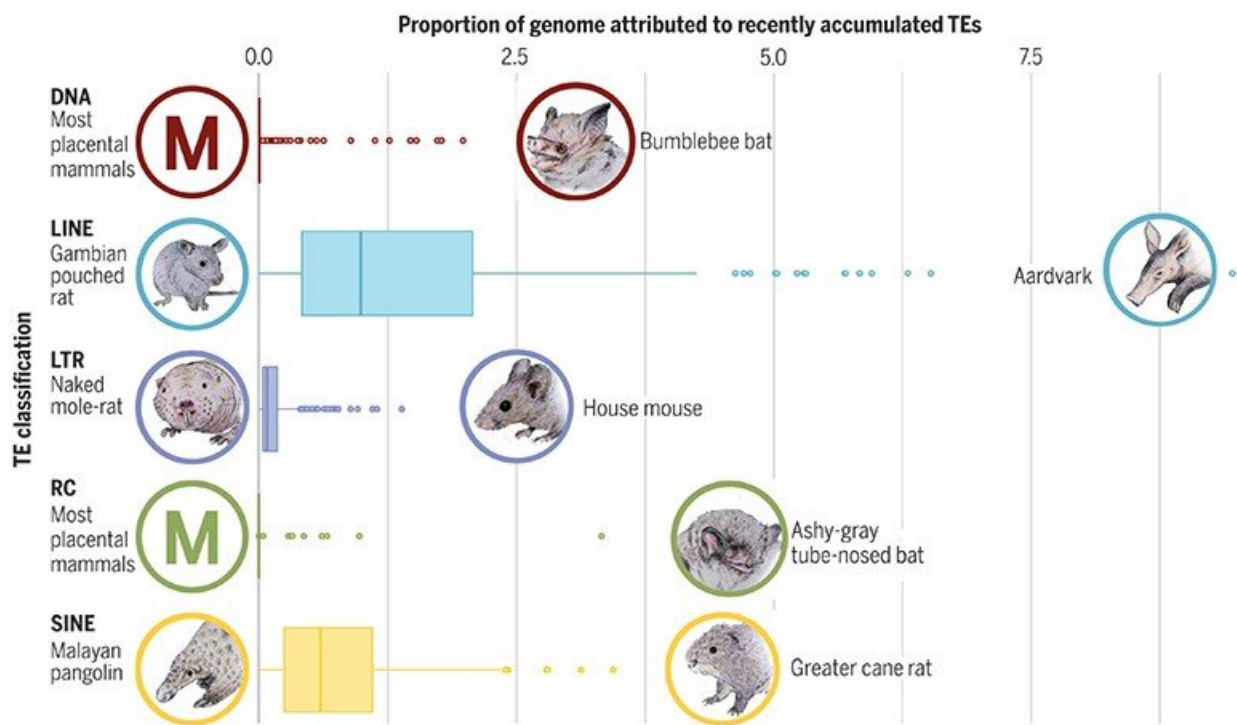 Proportion of genome attributed to recently accumulated TEs
0.0 2.5 5.0 7.5
TE classification
DNA
Most
placental
mammals
M
Bumblebee bat
LINE
Gambian
pouched
rat
Aardvark
LTR
Naked
mole-rat
House mouse
RC
Most
placental
mammals
M
Ashy-gray
tube-nosed bat
SINE
Malayan
pangolin
Greater cane rat